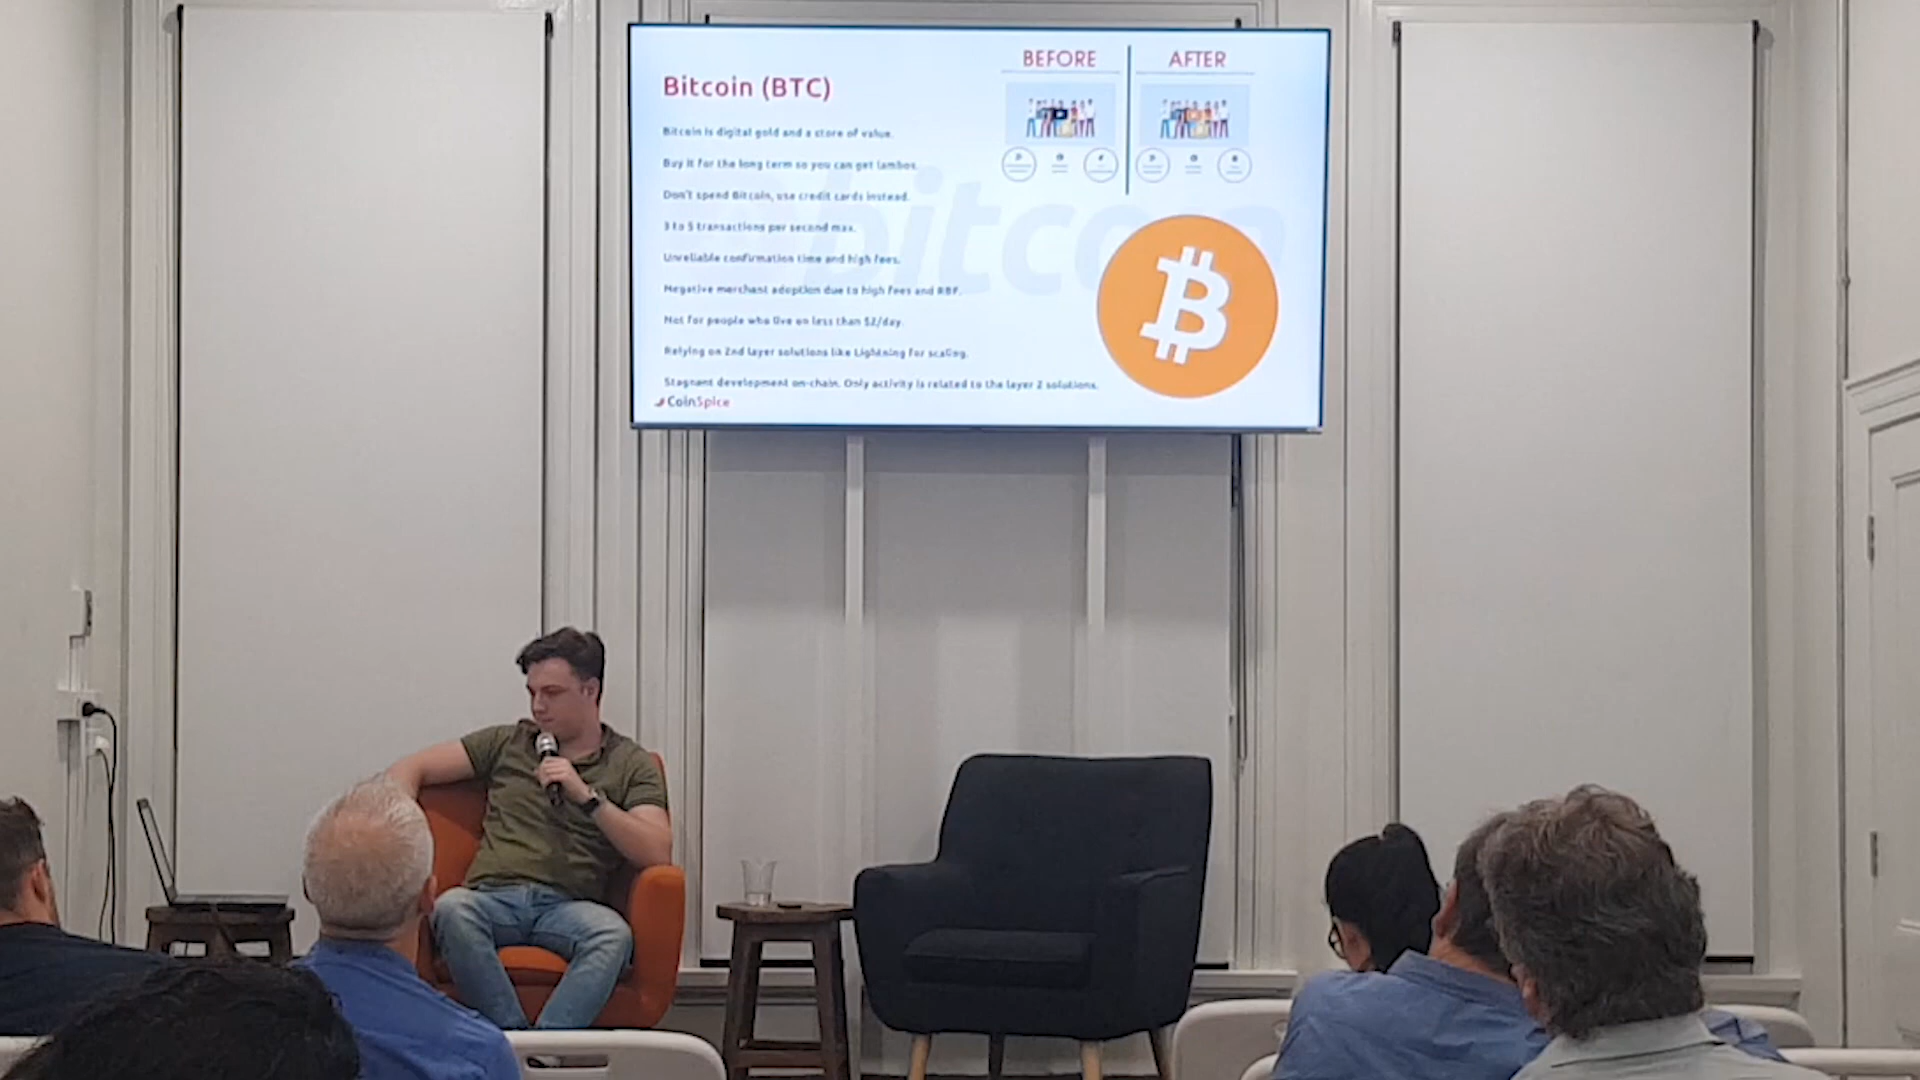 BEFORE
AFTER
Bitcoin (BTC)
Bitcoin is digital gold and a store of value.
Buy it for the long term so you can get lambos.
Don't spend Bitcoin, use credit cards instead.
3 to 5 transactions per second max.
Unreliable confirmation time and high fees.
Negative merchant adoption due to high fees and RBF.
Not for people who live on less than $2/day.
Relying on 2nd layer solutions like Lightning for scaling.
Stagnant development on-chain. Only activity is related to the layer 2 solutions.
CoinSpice
bitcoin